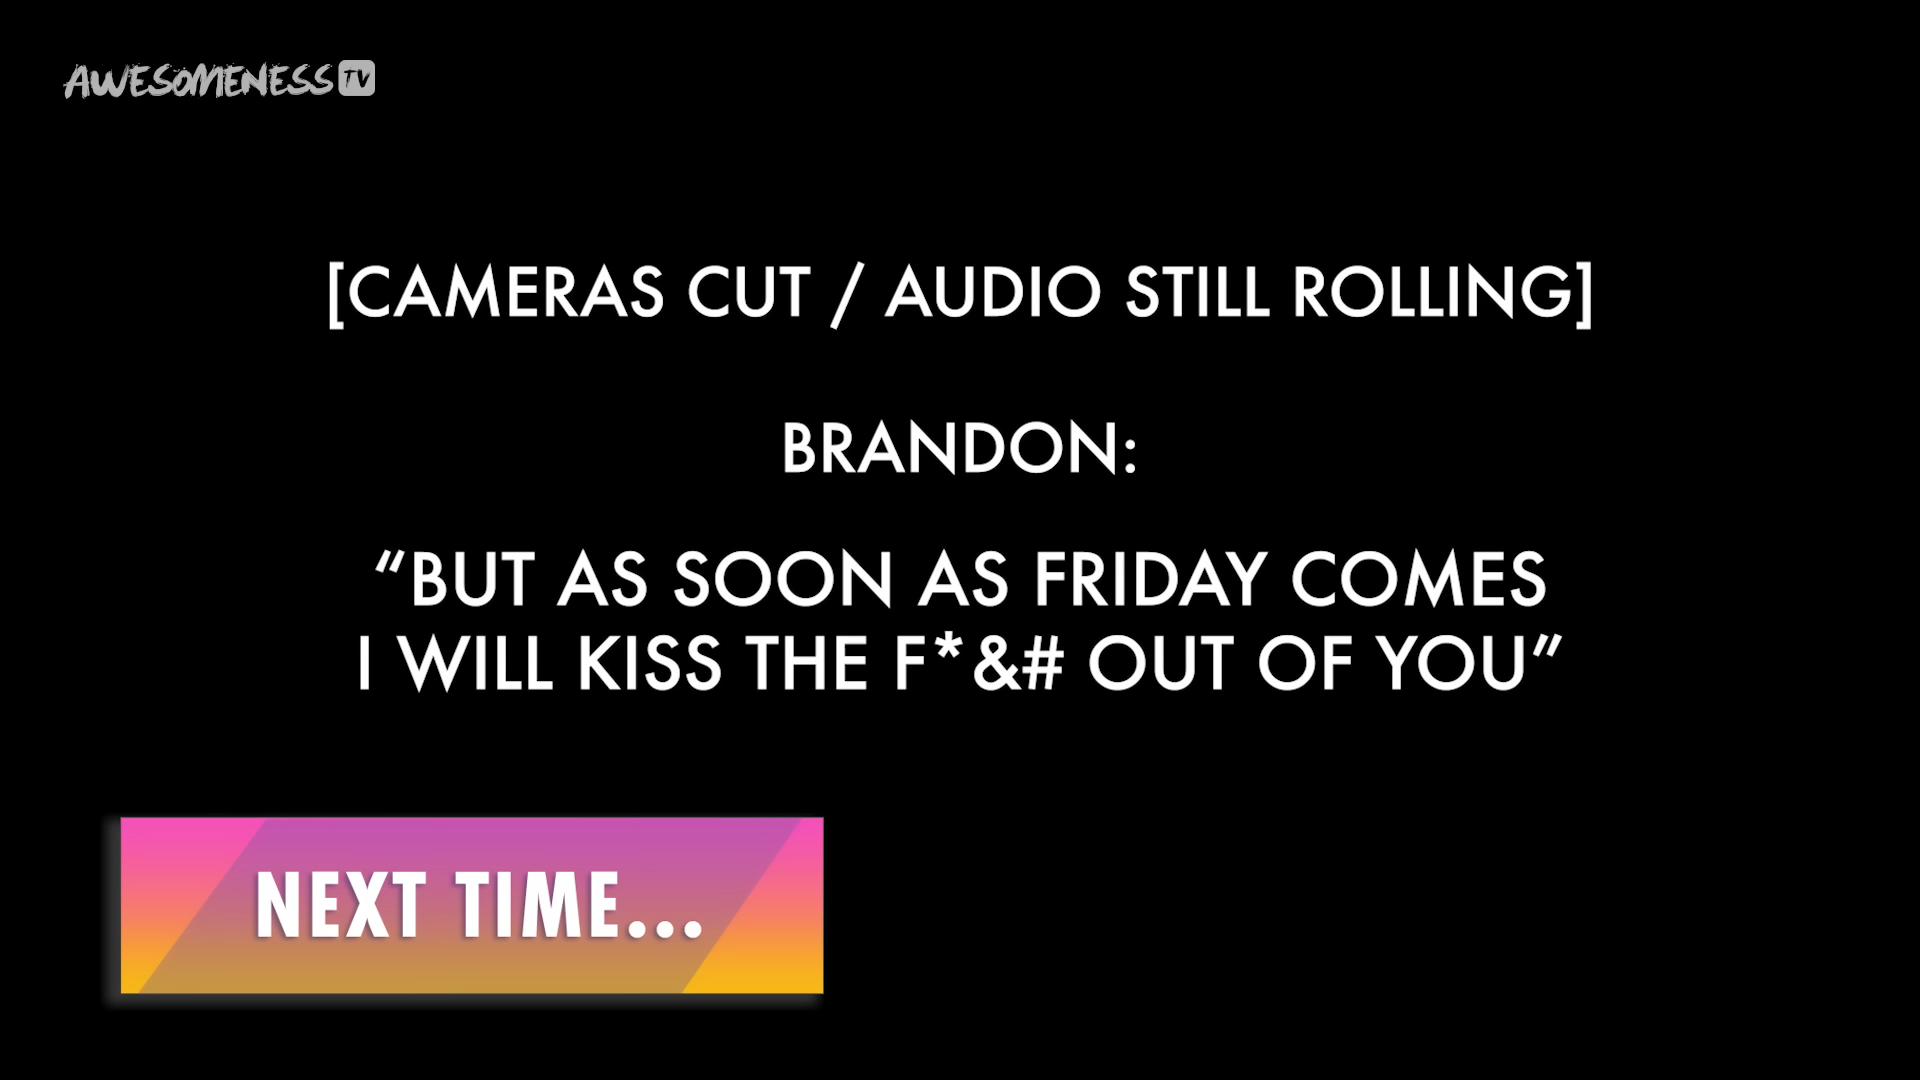 AWESOMENESS TV
[CAMERAS CUT / AUDIO STILL ROLLING]
BRANDON:
“BUT AS SOON AS FRIDAY COMES
I WILL KISS THE F*&# OUT OF YOU”
NEXT TIME...